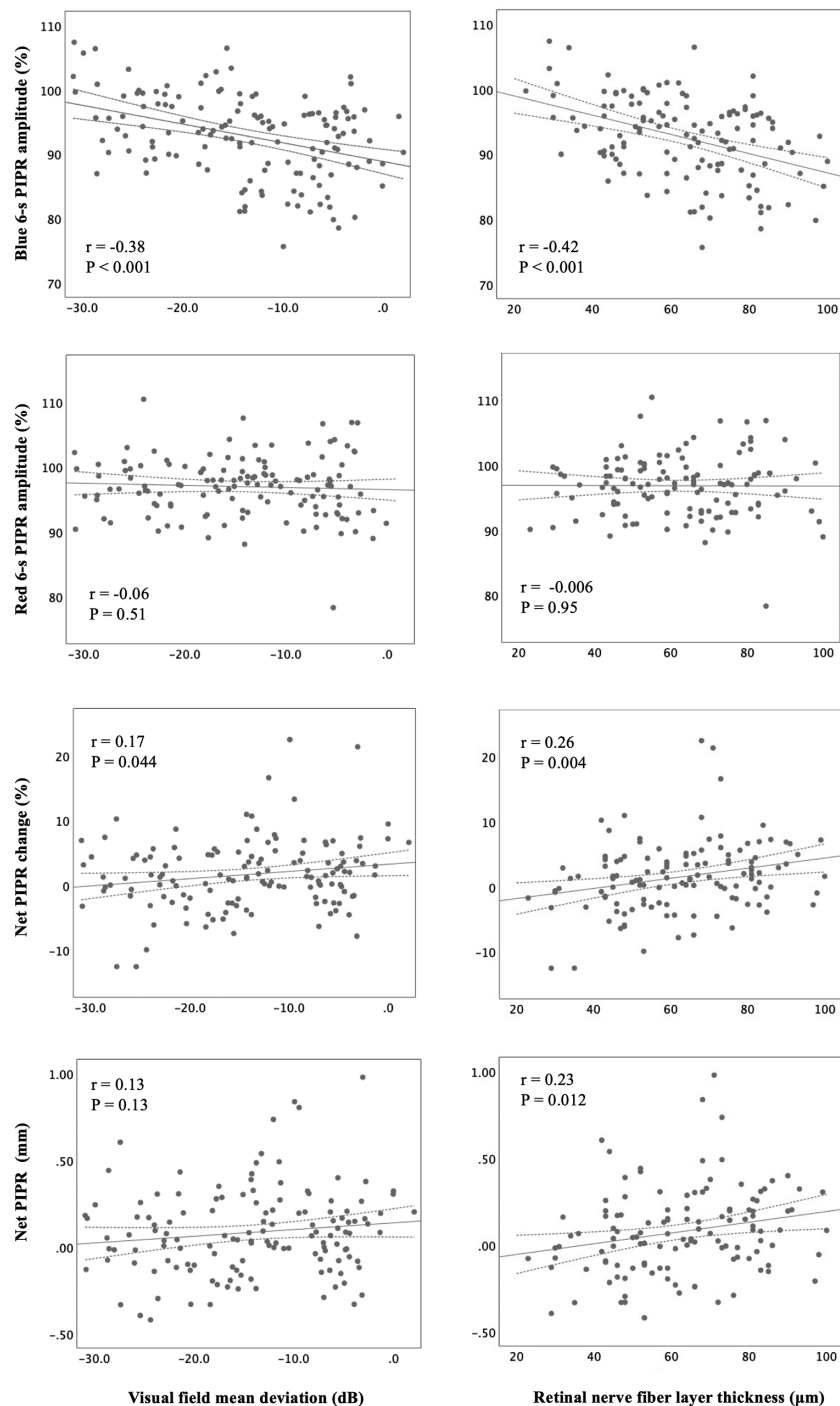 Blue 6-s PIPR amplitude (%)
110
100
90
80
70
r = -0.38
P < 0.001
-30.0 -20.0 -10.0 .0
110
100
90
80
70
r = -0.42
P < 0.001
20 40 60 80 100
Red 6-s PIPR amplitude (%)
110
100
90
80
r = -0.06
P = 0.51
-30.0 -20.0 -10.0 .0
110
100
90
80
r = -0.006
P = 0.95
20 40 60 80 100
Net PIPR change (%)
r = 0.17
P = 0.044
20
10
0
-10
-30.0 -20.0 -10.0 .0
r = 0.26
P = 0.004
20
10
0
-10
20 40 60 80 100
Net PIPR (mm)
1.00
r = 0.13
P = 0.13
.50
.00
-.50
-30.0 -20.0 -10.0 .0
1.00
r = 0.23
P = 0.012
.50
.00
-.50
20 40 60 80 100
Visual field mean deviation (dB)
Retinal nerve fiber layer thickness (μm)